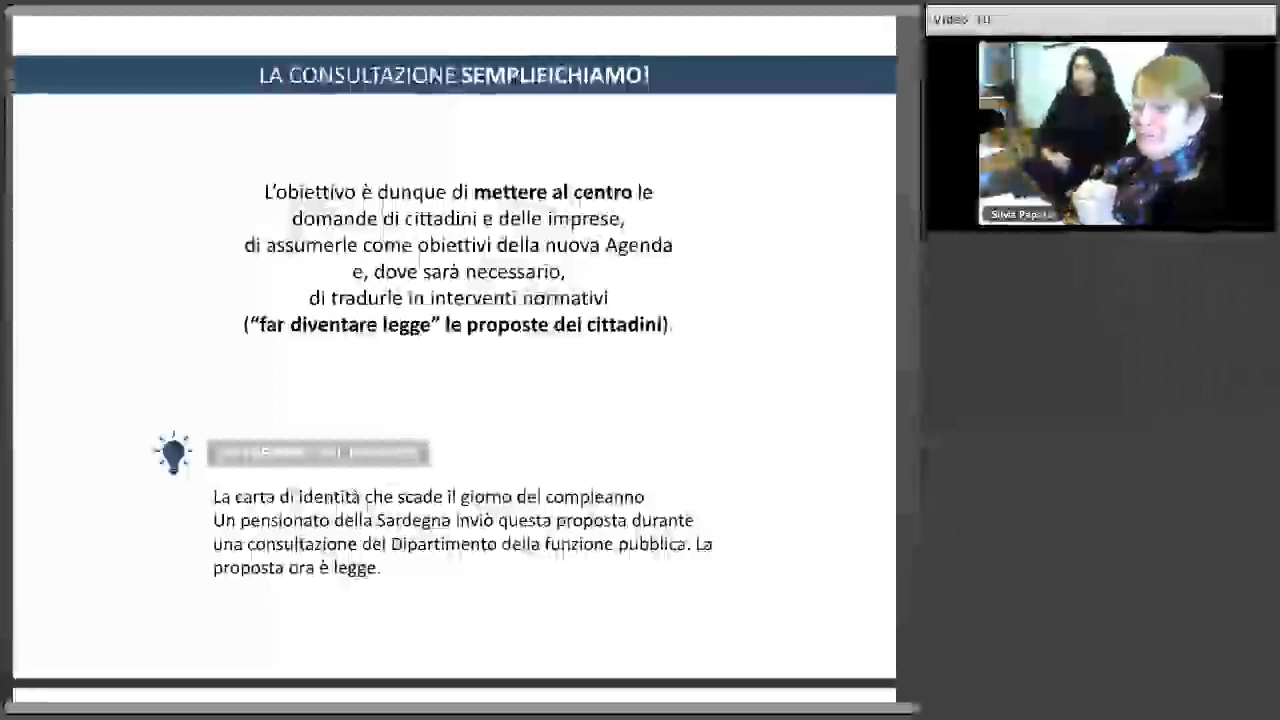 LA CONSULTAZIONE SEMPLIFICHIAMO!
L'obiettivo è dunque di mettere al centro le
domande di cittadini e delle imprese,
di assumerle come obiettivi della nuova Agenda
e, dove sarà necessario,
di tradurle in interventi normativi
("far diventare legge" le proposte dei cittadini).
La carta di identità che scade il giorno del compleanno
Un pensionato della Sardegna inviò questa proposta durante
una consultazione del Dipartimento della funzione pubblica. La
proposta ora è legge.
Video
Silvia